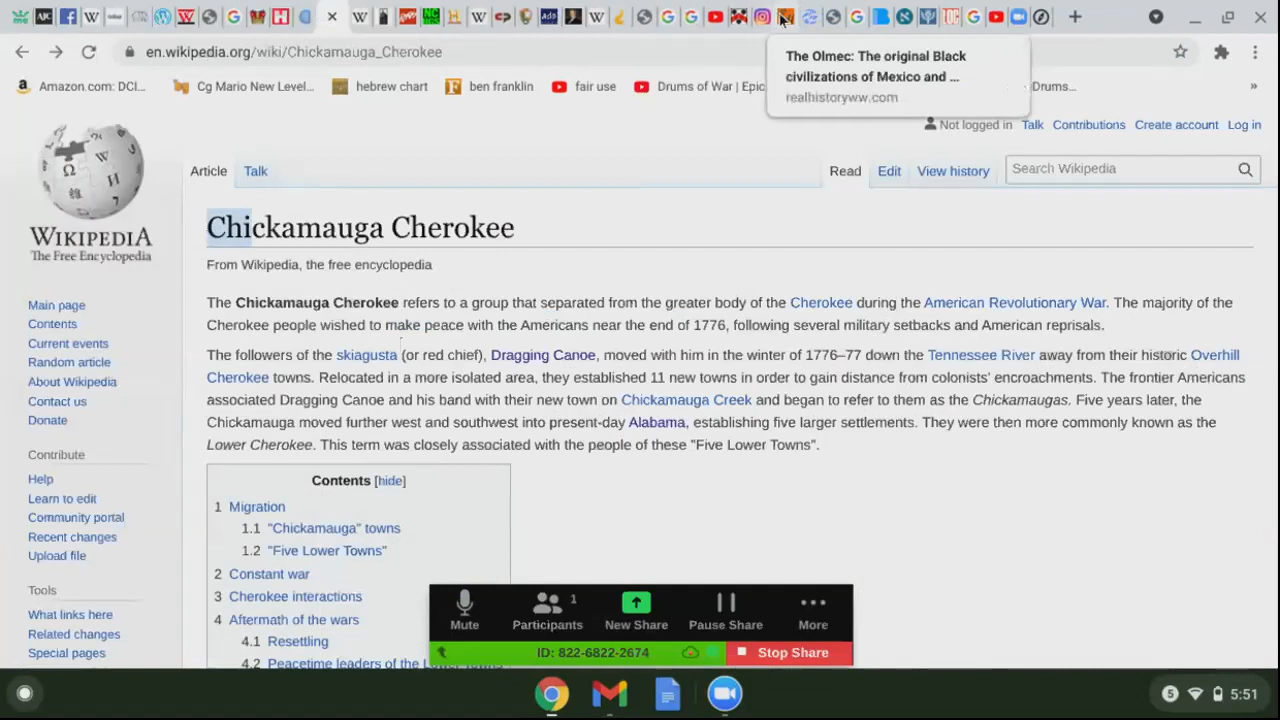 en.wikipedia.org/wiki/Chickamauga_Cherokee
The Olmec: The original Black
civilizations of Mexico and ...
realhistoryww.com
Amazon.com: DCI...
Cg Mario New Level...
hebrew chart
ben franklin
fair use
Drums of War | Epic
Drums...
»
Not logged in Talk Contributions Create account Log in
Article Talk Read Edit View history Search Wikipedia
WIKIPEDIA
The Free Encyclopedia
Main page
Contents
Current events
Random article
About Wikipedia
Contact us
Donate
Contribute
Help
Learn to edit
Community portal
Recent changes
Upload file
Tools
What links here
Related changes
Special pages
Chickamauga Cherokee
From Wikipedia, the free encyclopedia
The Chickamauga Cherokee refers to a group that separated from the greater body of the Cherokee during the American Revolutionary War. The majority of the
Cherokee people wished to make peace with the Americans near the end of 1776, following several military setbacks and American reprisals.
The followers of the skiagusta (or red chief), Dragging Canoe, moved with him in the winter of 1776–77 down the Tennessee River away from their historic Overhill
Cherokee towns. Relocated in a more isolated area, they established 11 new towns in order to gain distance from colonists' encroachments. The frontier Americans
associated Dragging Canoe and his band with their new town on Chickamauga Creek and began to refer to them as the Chickamaugas. Five years later, the
Chickamauga moved further west and southwest into present-day Alabama, establishing five larger settlements. They were then more commonly known as the
Lower Cherokee. This term was closely associated with the people of these "Five Lower Towns".
Contents [hide]
1 Migration
1.1 "Chickamauga" towns
1.2 "Five Lower Towns"
2 Constant war
3 Cherokee interactions
4 Aftermath of the wars
4.1 Resettling
4.2 Peacetime leaders of the Lower Towns
1
Mute Participants New Share Pause Share More
ID: 822-6822-2674 Stop Share
5 5:51